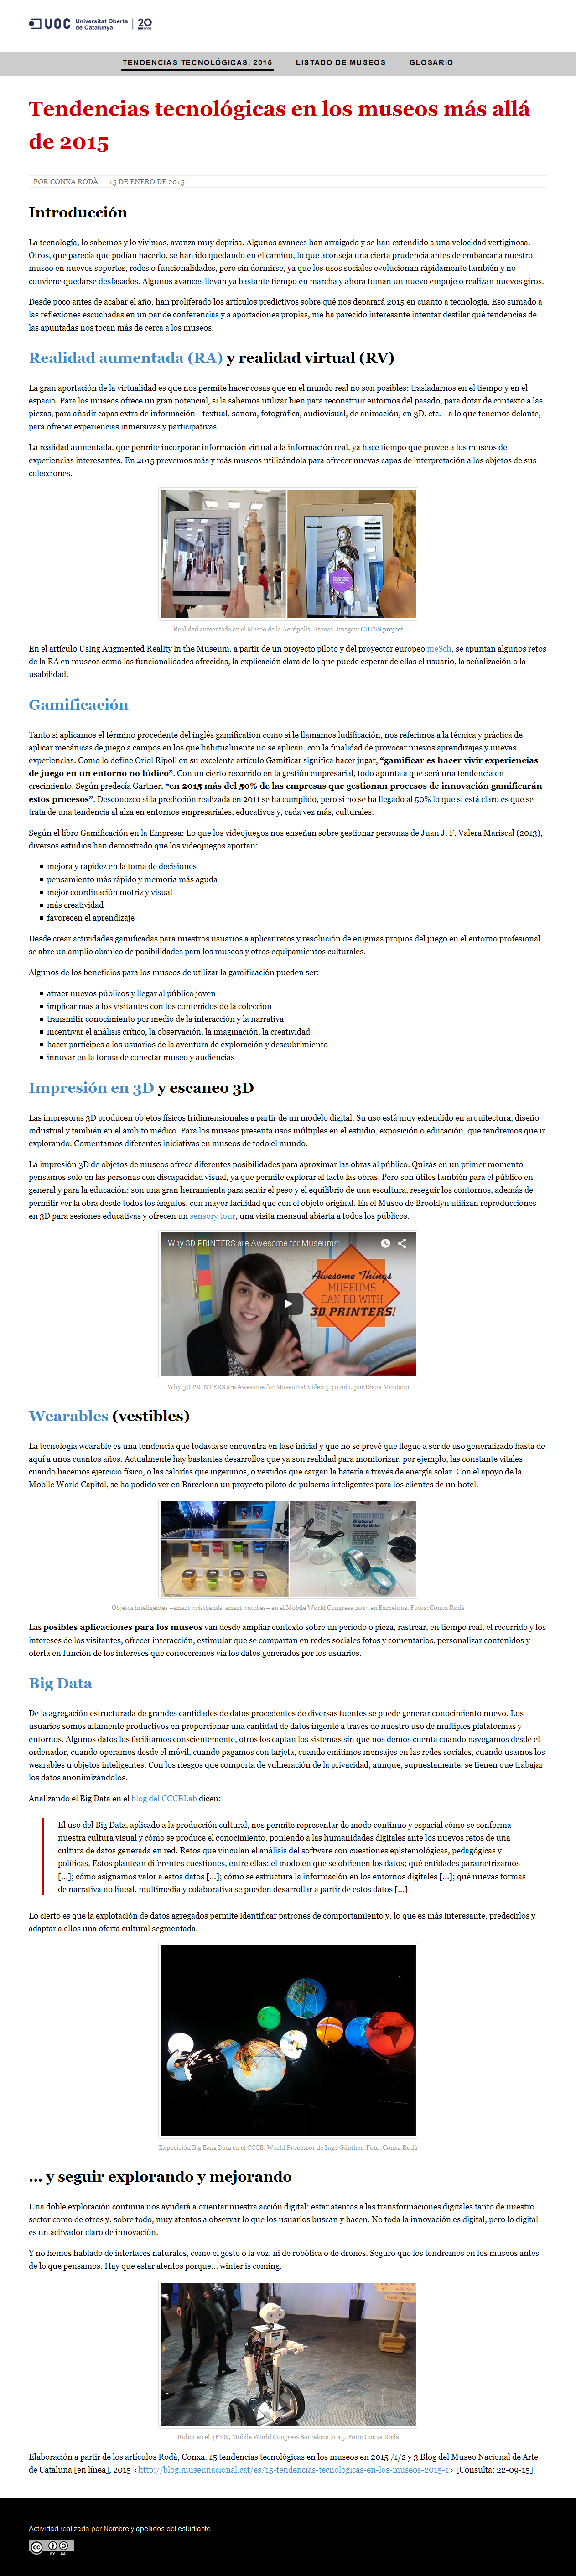 UOC Universitat Oberta
de Catalunya
20
TENDENCIAS TECNOLÓGICAS, 2015 LISTADO DE MUSEOS GLOSARIO
Tendencias tecnológicas en los museos más allá
de 2015
POR CONXA RODÀ 15 DE ENERO DE 2015
Introducción
La tecnología, lo sabemos y lo vivimos, avanza muy deprisa. Algunos avances han arraigado y se han extendido a una velocidad vertiginosa.
Otros, que parecía que podían hacerlo, se han ido quedando en el camino, lo que aconseja una cierta prudencia antes de embarcar a nuestro
museo en nuevos soportes, redes o funcionalidades, pero sin dormirse, ya que los usos sociales evolucionan rápidamente también y no
conviene quedarse desfasados. Algunos avances llevan ya bastante tiempo en marcha y ahora toman un nuevo empuje o realizan nuevos giros.
Desde poco antes de acabar el año, han proliferado los artículos predictivos sobre qué nos deparará 2015 en cuanto a tecnología. Eso sumado a
las reflexiones escuchadas en un par de conferencias y a aportaciones propias, me ha parecido interesante intentar destilar qué tendencias de
las apuntadas nos tocan más de cerca a los museos.
Realidad aumentada (RA) y realidad virtual (RV)
La gran aportación de la virtualidad es que nos permite hacer cosas que en el mundo real no son posibles: trasladarnos en el tiempo y en el
espacio. Para los museos ofrece un gran potencial, si la sabemos utilizar bien para reconstruir entornos del pasado, para dotar de contexto a las
piezas, para añadir capas extra de información –textual, sonora, fotográfica, audiovisual, de animación, en 3D, etc.– a lo que tenemos delante,
para ofrecer experiencias inmersivas y participativas.
La realidad aumentada, que permite incorporar información virtual a la información real, ya hace tiempo que provee a los museos de
experiencias interesantes. En 2015 prevemos más y más museos utilizándola para ofrecer nuevas capas de interpretación a los objetos de sus
colecciones.
Realidad aumentada en el Museo de la Acrópolis, Atenas. Imagen: CHESS project
En el artículo Using Augmented Reality in the Museum, a partir de un proyecto piloto y del proyector europeo meSch, se apuntan algunos retos
de la RA en museos como las funcionalidades ofrecidas, la explicación clara de lo que puede esperar de ellas el usuario, la señalización o la
usabilidad.
Gamificación
Tanto si aplicamos el término procedente del inglés gamification como si le llamamos ludificación, nos referimos a la técnica y práctica de
aplicar mecánicas de juego a campos en los que habitualmente no se aplican, con la finalidad de provocar nuevos aprendizajes y nuevas
experiencias. Como lo define Oriol Ripoll en su excelente artículo Gamificar significa hacer jugar, “gamificar es hacer vivir experiencias
de juego en un entorno no lúdico”. Con un cierto recorrido en la gestión empresarial, todo apunta a que será una tendencia en
crecimiento. Según predecía Gartner, “en 2015 más del 50% de las empresas que gestionan procesos de innovación gamificarán
estos procesos”. Desconozco si la predicción realizada en 2011 se ha cumplido, pero si no se ha llegado al 50% lo que sí está claro es que se
trata de una tendencia al alza en entornos empresariales, educativos y, cada vez más, culturales.
Según el libro Gamificación en la Empresa: Lo que los videojuegos nos enseñan sobre gestionar personas de Juan J. F. Valera Mariscal (2013),
diversos estudios han demostrado que los videojuegos aportan:
mejora y rapidez en la toma de decisiones
pensamiento más rápido y memoria más aguda
mejor coordinación motriz y visual
más creatividad
favorecen el aprendizaje
Desde crear actividades gamificadas para nuestros usuarios a aplicar retos y resolución de enigmas propios del juego en el entorno profesional,
se abre un amplio abanico de posibilidades para los museos y otros equipamientos culturales.
Algunos de los beneficios para los museos de utilizar la gamificación pueden ser:
atraer nuevos públicos y llegar al público joven
implicar más a los visitantes con los contenidos de la colección
transmitir conocimiento por medio de la interacción y la narrativa
incentivar el análisis crítico, la observación, la imaginación, la creatividad
hacer partícipes a los usuarios de la aventura de exploración y descubrimiento
innovar en la forma de conectar museo y audiencias
Impresión en 3D y escaneo 3D
Las impresoras 3D producen objetos físicos tridimensionales a partir de un modelo digital. Su uso está muy extendido en arquitectura, diseño
industrial y también en el ámbito médico. Para los museos presenta usos múltiples en el estudio, exposición o educación, que tendremos que ir
explorando. Comentamos diferentes iniciativas en museos de todo el mundo.
La impresión 3D de objetos de museos ofrece diferentes posibilidades para aproximar las obras al público. Quizás en un primer momento
pensamos solo en las personas con discapacidad visual, ya que permite explorar al tacto las obras. Pero son útiles también para el público en
general y para la educación: son una gran herramienta para sentir el peso y el equilibrio de una escultura, reseguir los contornos, además de
permitir ver la obra desde todos los ángulos, con mayor facilidad que con el objeto original. En el Museo de Brooklyn utilizan reproducciones
en 3D para sesiones educativas y ofrecen un sensory tour, una visita mensual abierta a todos los públicos.
Why 3D PRINTERS are Awesome for Museums!
Awesome Things
MUSEUMS
CAN DO WITH
3D PRINTERS!
Why 3D PRINTERS are Awesome for Museums! Vídeo 3'40 min. por Diana Montano
Wearables (vestibles)
La tecnología wearable es una tendencia que todavía se encuentra en fase inicial y que no se prevé que llegue a ser de uso generalizado hasta de
aquí a unos cuantos años. Actualmente hay bastantes desarrollos que ya son realidad para monitorizar, por ejemplo, las constante vitales
cuando hacemos ejercicio físico, o las calorías que ingerimos, o vestidos que cargan la batería a través de energía solar. Con el apoyo de la
Mobile World Capital, se ha podido ver en Barcelona un proyecto piloto de pulseras inteligentes para los clientes de un hotel.
Objetos inteligentes –smart wristbands, smart watches– en el Mobile World Congress 2015 en Barcelona. Fotos: Conxa Rodà
Las posibles aplicaciones para los museos van desde ampliar contexto sobre un período o pieza, rastrear, en tiempo real, el recorrido y los
intereses de los visitantes, ofrecer interacción, estimular que se compartan en redes sociales fotos y comentarios, personalizar contenidos y
oferta en función de los intereses que conoceremos vía los datos generados por los usuarios.
Big Data
De la agregación estructurada de grandes cantidades de datos procedentes de diversas fuentes se puede generar conocimiento nuevo. Los
usuarios somos altamente productivos en proporcionar una cantidad de datos ingente a través de nuestro uso de múltiples plataformas y
entornos. Algunos datos los facilitamos conscientemente, otros los captan los sistemas sin que nos demos cuenta cuando navegamos desde el
ordenador, cuando operamos desde el móvil, cuando pagamos con tarjeta, cuando emitimos mensajes en las redes sociales, cuando usamos los
wearables u objetos inteligentes. Con los riesgos que comporta de vulneración de la privacidad, aunque, supuestamente, se tienen que trabajar
los datos anonimizándolos.
Analizando el Big Data en el blog del CCCBLab dicen:
El uso del Big Data, aplicado a la producción cultural, nos permite representar de modo continuo y espacial cómo se conforma
nuestra cultura visual y cómo se produce el conocimiento, poniendo a las humanidades digitales ante los nuevos retos de una
cultura de datos generada en red. Retos que vinculan el análisis del software con cuestiones epistemológicas, pedagógicas y
políticas. Estos plantean diferentes cuestiones, entre ellas: el modo en que se obtienen los datos; qué entidades parametrizamos
[...]; cómo asignamos valor a estos datos [...]; cómo se estructura la información en los entornos digitales [...]; qué nuevas formas
de narrativa no lineal, multimedia y colaborativa se pueden desarrollar a partir de estos datos [...]
Lo cierto es que la explotación de datos agregados permite identificar patrones de comportamiento y, lo que es más interesante, predecirlos y
adaptar a ellos una oferta cultural segmentada.
Exposición Big Bang Data en el CCCB: World Processor de Ingo Günther. Foto: Conxa Rodà
... y seguir explorando y mejorando
Una doble exploración continua nos ayudará a orientar nuestra acción digital: estar atentos a las transformaciones digitales tanto de nuestro
sector como de otros y, sobre todo, muy atentos a observar lo que los usuarios buscan y hacen. No toda la innovación es digital, pero lo digital
es un activador claro de innovación.
Y no hemos hablado de interfaces naturales, como el gesto o la voz, ni de robótica o de drones. Seguro que los tendremos en los museos antes
de lo que pensamos. Hay que estar atentos porque... winter is coming.
Robot en el 4FYN, Mobile World Congress Barcelona 2015. Foto: Conxa Rodà
Elaboración a partir de los artículos Rodà, Conxa. 15 tendencias tecnológicas en los museos en 2015 /1/2 y 3 Blog del Museo Nacional de Arte
de Cataluña [en línea], 2015 <http://blog.museunacional.cat/es/15-tendencias-tecnologicas-en-los-museos-2015-1> [Consulta: 22-09-15]
Actividad realizada por Nombre y apellidos del estudiante
cc BY SA